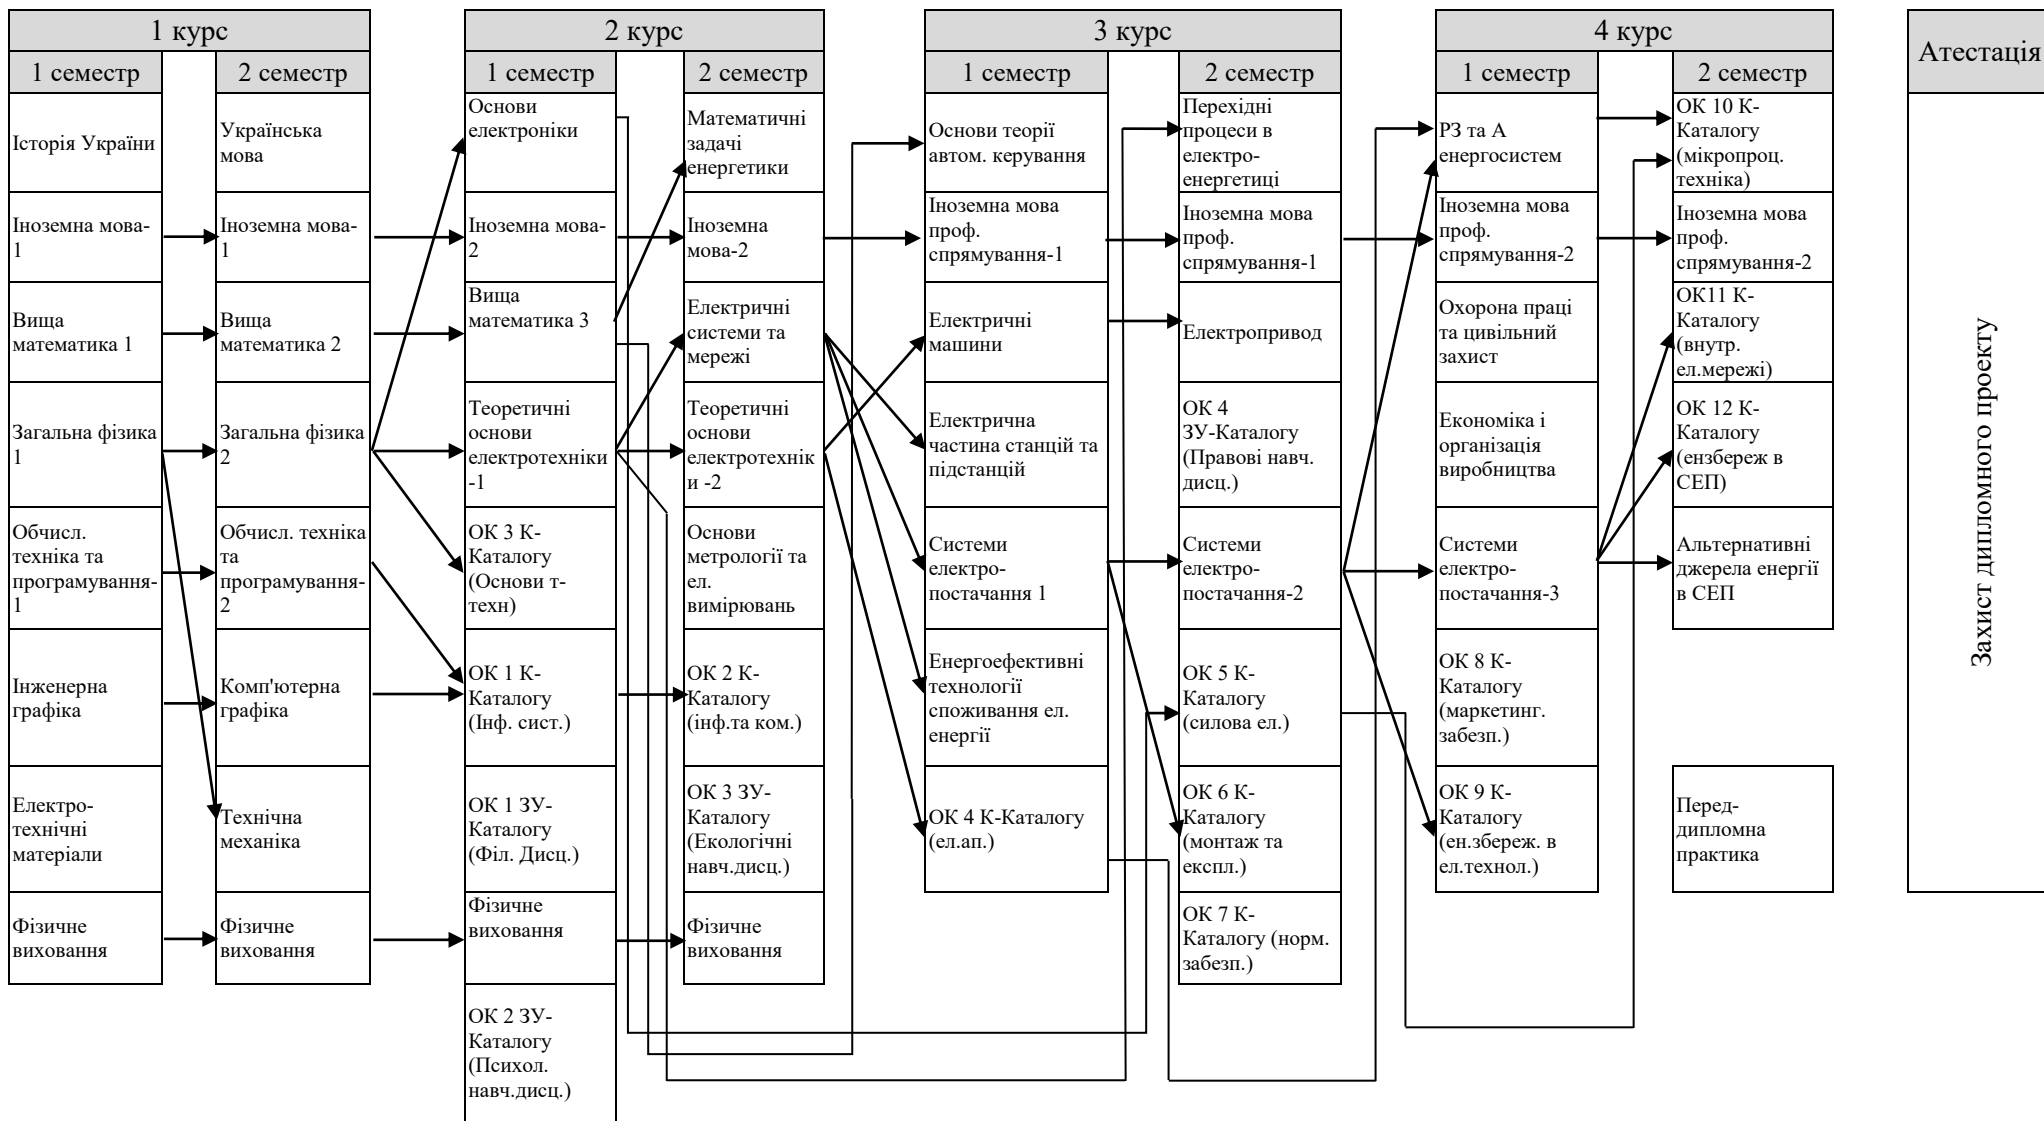 1 курс
1 семестр
2 семестр
Історія України
Українська
мова
Іноземна мова-
1
Іноземна мова-
1
Вища
математика 1
Вища
математика 2
Загальна фізика
1
Загальна фізика
2
Обчисл.
техніка та
програмування-
1
Обчисл. техніка
та
програмування-
2
Інженерна
графіка
Комп'ютерна
графіка
Електро-
технічні
матеріали
Технічна
механіка
Фізичне
виховання
Фізичне
виховання
2 курс
1 семестр
2 семестр
Основи
електроніки
Математичні
задачі
енергетики
Іноземна мова-
2
Іноземна
мова-2
Вища
математика 3
Електричні
системи та
мережі
Теоретичні
основи
електротехніки
-1
Теоретичні
основи
електротехнік
и -2
ОК 3 К-
Каталогу
(Основи т-
техн)
Основи
метрології та
ел.
вимірювань
ОК 1 К-
Каталогу
(Інф. сист.)
ОК 2 К-
Каталогу
(інф.та ком.)
ОК 1 ЗУ-
Каталогу
(Філ. Дисц.)
ОК 3 ЗУ-
Каталогу
(Екологічні
навч.дисц.)
Фізичне
виховання
Фізичне
виховання
ОК 2 ЗУ-
Каталогу
(Психол.
навч.дисц.)
3 курс
1 семестр
2 семестр
Основи теорії
автом. керування
Перехідні
процеси в
електро-
енергетиці
Іноземна мова
проф.
спрямування-1
Іноземна мова
проф.
спрямування-1
Електричні
машини
Електропривод
Електрична
частина станцій та
підстанцій
ОК 4
ЗУ-Каталогу
(Правові навч.
дисц.)
Системи
електро-
постачання 1
Системи
електро-
постачання-2
Енергоефективні
технології
споживання ел.
енергії
ОК 5 К-
Каталогу
(силова ел.)
ОК 4 К-Каталогу
(ел.ап.)
ОК 6 К-
Каталогу
(монтаж та
експл.)
ОК 7 К-
Каталогу (норм.
забезп.)
4 курс
1 семестр
2 семестр
РЗ та А
енергосистем
ОК 10 К-
Каталогу
(мікропроц.
техніка)
Іноземна мова
проф.
спрямування-2
Іноземна мова
проф.
спрямування-2
Охорона праці
та цивільний
захист
ОК11 К-
Каталогу
(внутр.
ел.мережі)
Економіка і
організація
виробництва
ОК 12 К-
Каталогу
(ензбереж в
СЕП)
Системи
електро-
постачання-3
Альтернативні
джерела енергії
в СЕП
ОК 8 К-
Каталогу
(маркетинг.
забезп.)
ОК 9 К-
Каталогу
(ен.збереж. в
ел.технол.)
Перед-
дипломна
практика
Атестація
Захист дипломного проекту